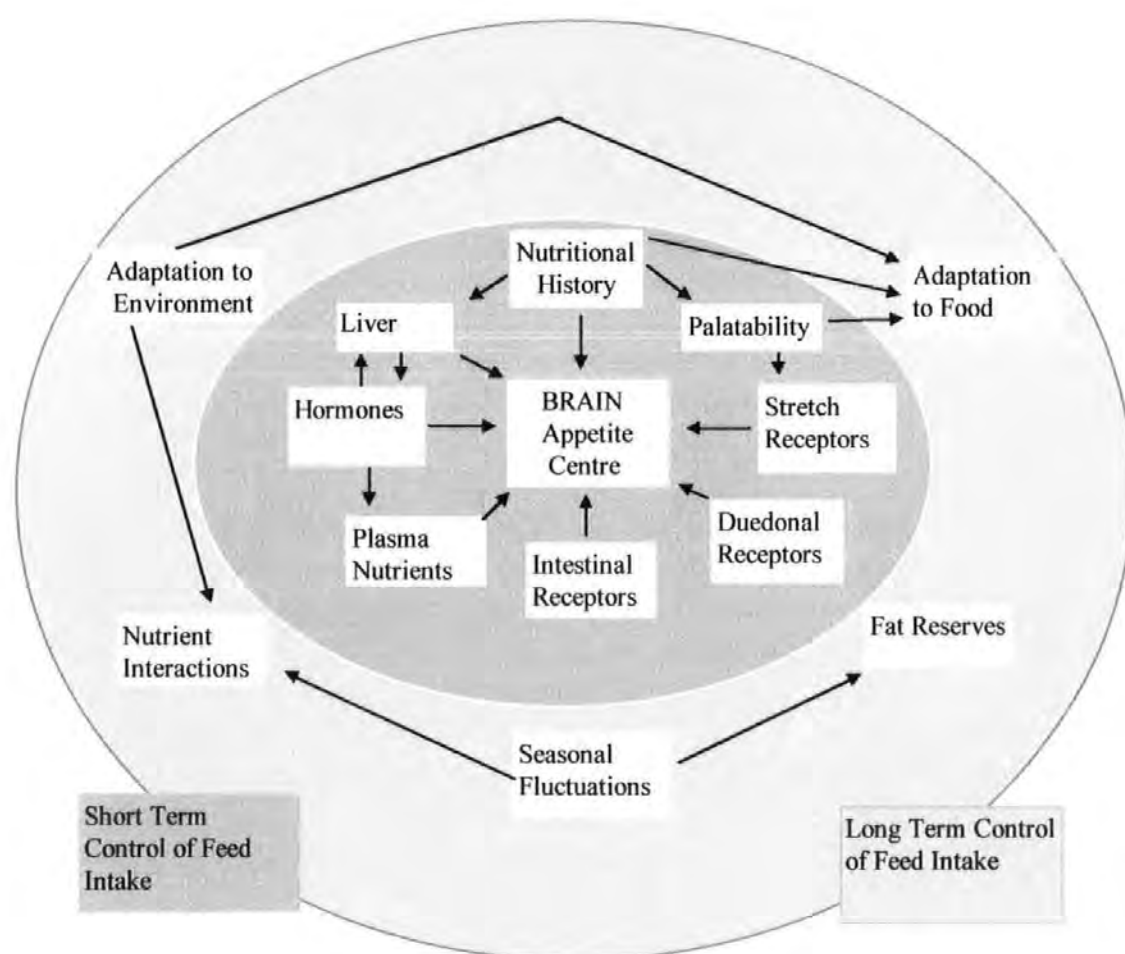 Nutritional
History
Adaptation to
Environment
Adaptation
to Food
Liver
Palatability
Hormones
BRAIN
Appetite
Centre
Stretch
Receptors
Plasma
Nutrients
Intestinal
Receptors
Duedonal
Receptors
Nutrient
Interactions
Fat Reserves
Seasonal
Fluctuations
Short Term
Control of Feed
Intake
Long Term Control
of Feed Intake